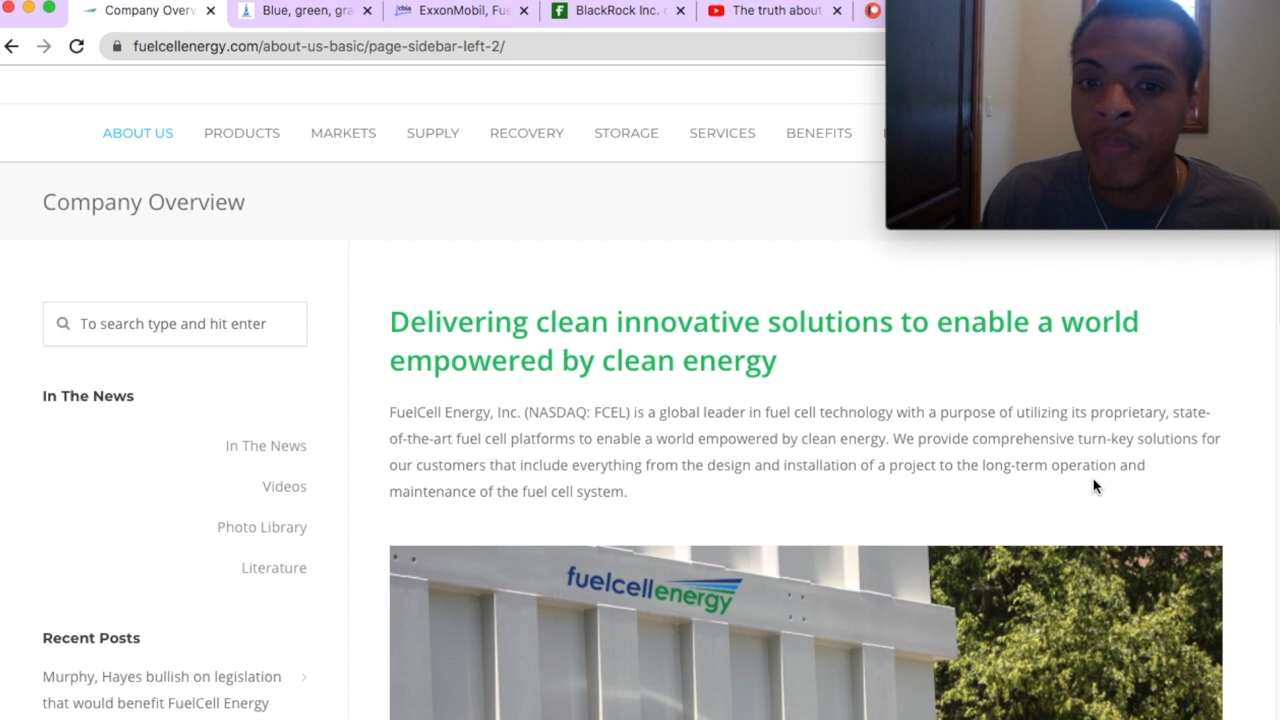 Company Overv
Blue, green, gra
cbia
ExxonMobil, Fue
BlackRock Inc.
The truth about
fuelcellenergy.com/about-us-basic/page-sidebar-left-2/
ABOUT US PRODUCTS MARKETS SUPPLY RECOVERY STORAGE SERVICES BENEFITS
Company Overview
To search type and hit enter
In The News
In The News
Videos
Photo Library
Literature
Recent Posts
Murphy, Hayes bullish on legislation
that would benefit FuelCell Energy
Delivering clean innovative solutions to enable a world
empowered by clean energy
FuelCell Energy, Inc. (NASDAQ: FCEL) is a global leader in fuel cell technology with a purpose of utilizing its proprietary, state-
of-the-art fuel cell platforms to enable a world empowered by clean energy. We provide comprehensive turn-key solutions for
our customers that include everything from the design and installation of a project to the long-term operation and
maintenance of the fuel cell system.
fuelcellenergy